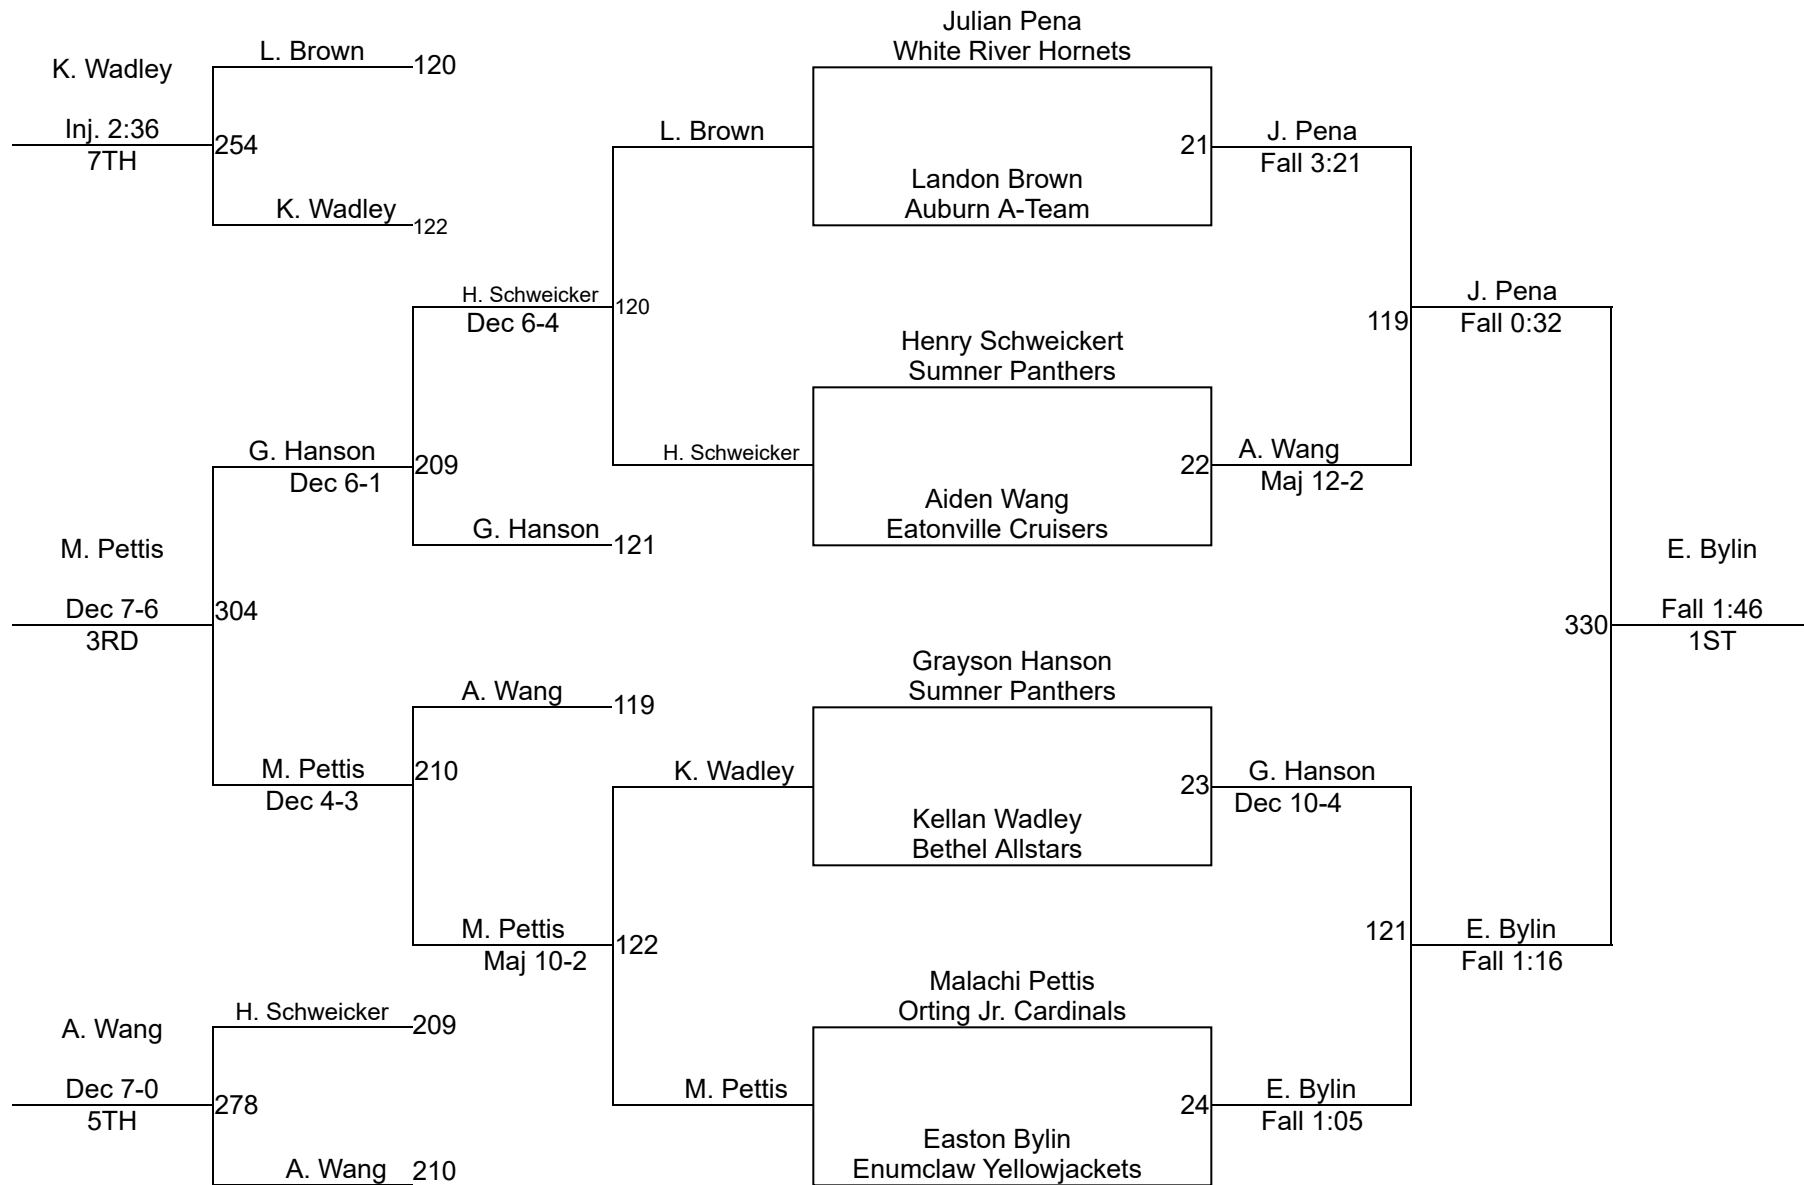 Julian Pena
White River Hornets
L. Brown
120
K. Wadley
Inj. 2:36
7TH
254
L. Brown
21
J. Pena
Fall 3:21
Landon Brown
Auburn A-Team
K. Wadley
122
H. Schweicker
Dec 6-4
120
J. Pena
Fall 0:32
119
Henry Schweickert
Sumner Panthers
G. Hanson
Dec 6-1
209
H. Schweicker
22
A. Wang
Maj 12-2
Aiden Wang
Eatonville Cruisers
G. Hanson
121
M. Pettis
Dec 7-6
3RD
304
E. Bylin
Fall 1:46
1ST
330
Grayson Hanson
Sumner Panthers
A. Wang
119
M. Pettis
Dec 4-3
210
K. Wadley
23
G. Hanson
Dec 10-4
Kellan Wadley
Bethel Allstars
M. Pettis
Maj 10-2
122
121
E. Bylin
Fall 1:16
Malachi Pettis
Orting Jr. Cardinals
H. Schweicker
209
A. Wang
Dec 7-0
5TH
278
M. Pettis
24
E. Bylin
Fall 1:05
Easton Bylin
Enumclaw Yellowjackets
A. Wang
210